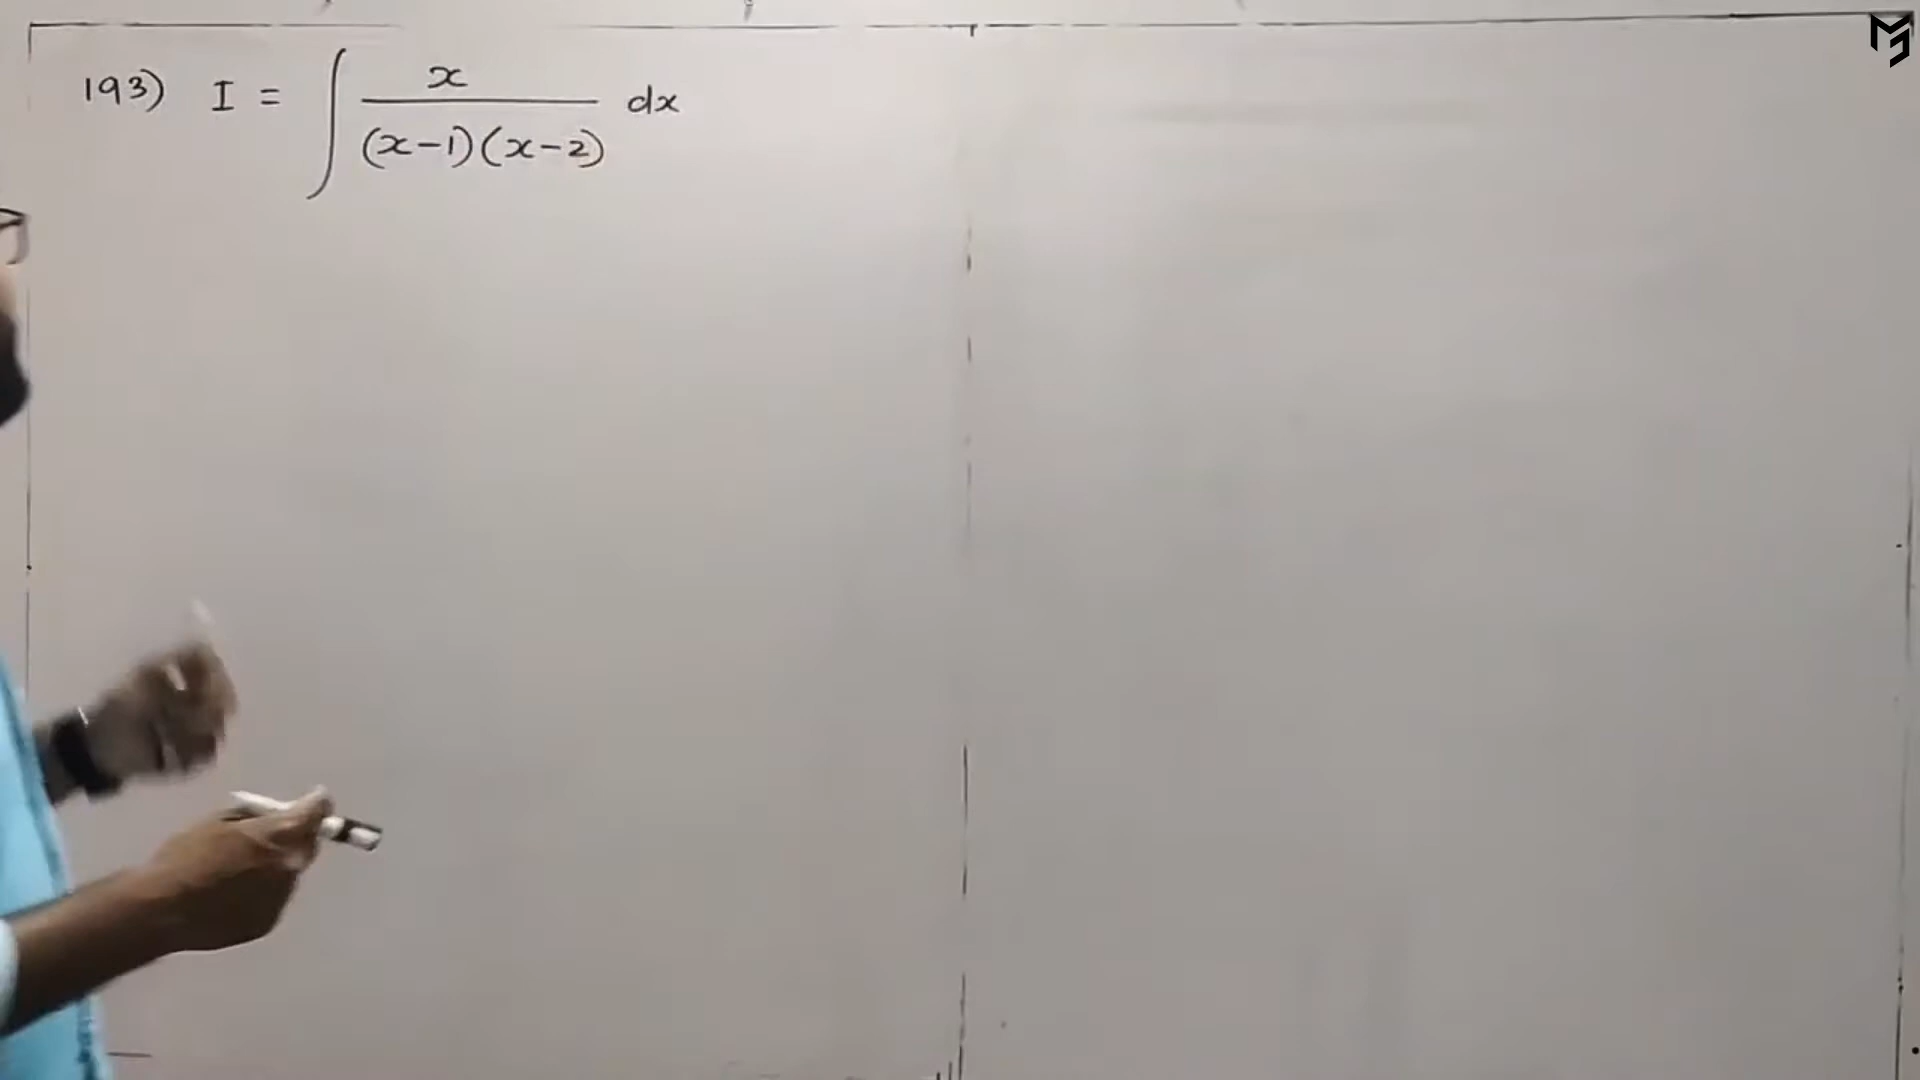 193) I = ∫ x / (x-1)(x-2) dx